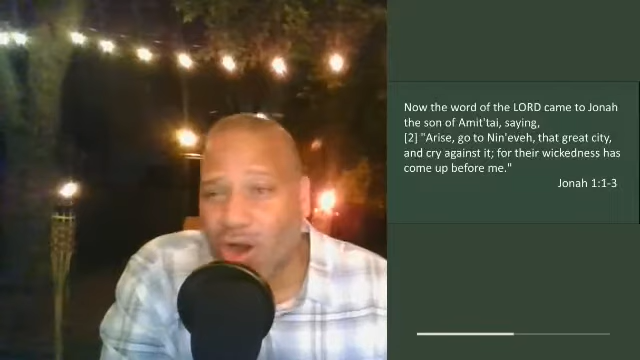 Now the word of the LORD came to Jonah
the son of Amit'tai, saying,
[2] "Arise, go to Nin'eveh, that great city,
and cry against it; for their wickedness has
come up before me."
Jonah 1:1-3